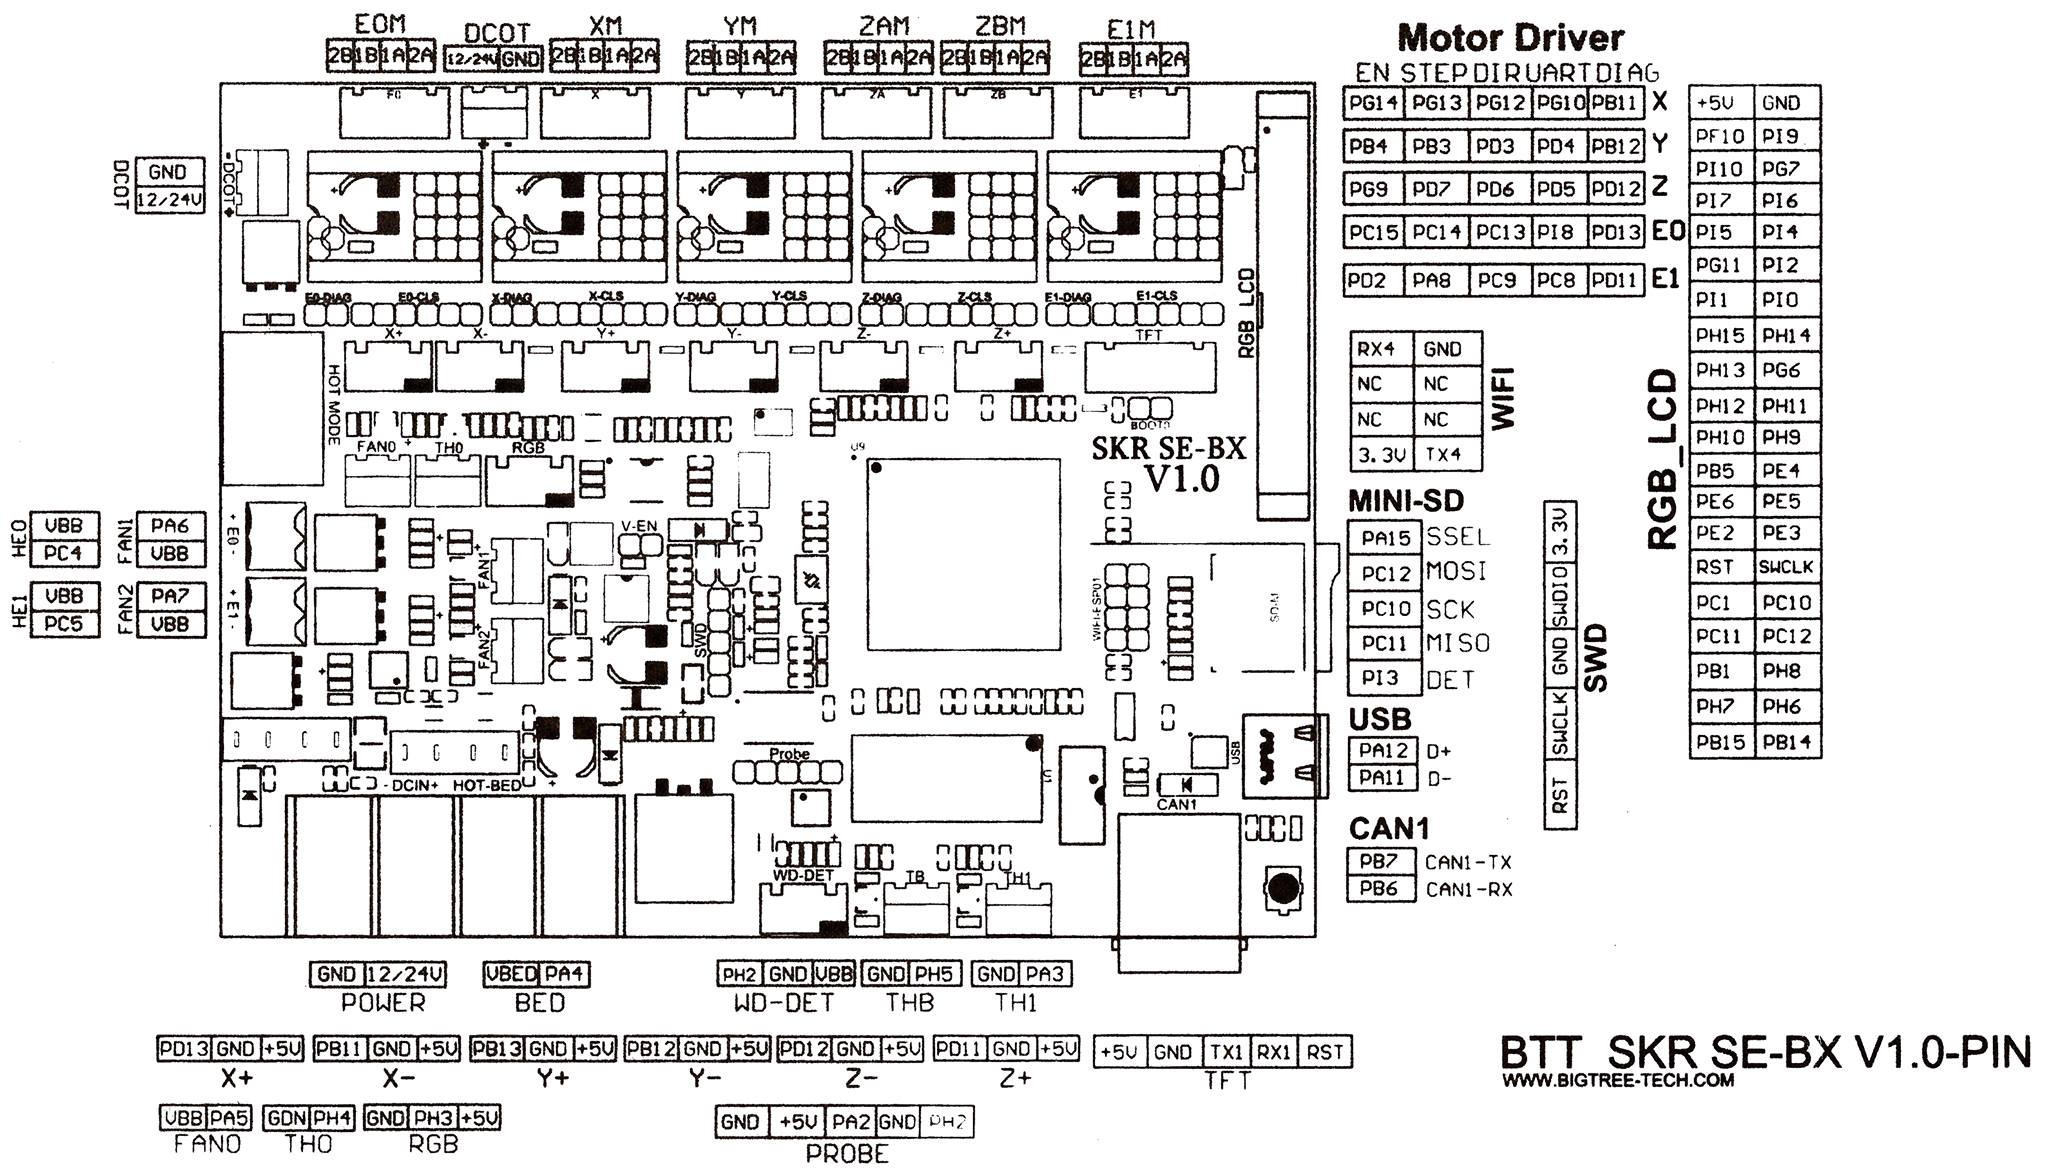 E0M DCOT XM YM ZAM ZBM E1M
2B 1B 1A 2A 12/24V GND 2B 1B 1A 2A 2B 1B 1A 2A 2B 1B 1A 2A 2B 1B 1A 2A 2B 1B 1A 2A
E0 X Y ZA ZB E1
+ -
DCOT
GND
12/24V
- DCOT +
E0-DIAG E0-CLS X-DIAG X-CLS Y-DIAG Y-CLS Z-DIAG Z-CLS E1-DIAG E1-CLS
X+ X- Y+ Y- Z- Z+ TFT
RGB LCD
HOT MODE
FAN0 TH0 RGB
BOOT0
U9
SKR SE-BX
V1.0
V-EN
HE0
VBB
PC4
FAN1
PA6
VBB
+ E0 -
FAN1
HE1
VBB
PC5
FAN2
PA7
VBB
+ E1 -
FAN2
SWD
WIFI-ESP01
Probe
USB
- DCIN+ HOT-BED
CAN1
WD-DET TB TH1
Motor Driver
EN STEP DIR UART DIAG
PG14 PG13 PG12 PG10 PB11 X
PB4 PB3 PD3 PD4 PB12 Y
PG9 PD7 PD6 PD5 PD12 Z
PC15 PC14 PC13 PI8 PD13 E0
PD2 PA8 PC9 PC8 PD11 E1
RX4 GND
NC NC
NC NC
3.3V TX4
WIFI
MINI-SD
PA15 SSEL
PC12 MOSI
PC10 SCK
PC11 MISO
PI3 DET
USB
PA12 D+
PA11 D-
CAN1
PB7 CAN1-TX
PB6 CAN1-RX
3.3V
SWDIO
GND
SWCLK
RST
SWD
RGB_LCD
+5V GND
PF10 PI9
PI10 PG7
PI7 PI6
PI5 PI4
PG11 PI2
PI1 PI0
PH15 PH14
PH13 PG6
PH12 PH11
PH10 PH9
PB5 PE4
PE6 PE5
PE2 PE3
RST SWCLK
PC1 PC10
PC11 PC12
PB1 PH8
PH7 PH6
PB15 PB14
GND 12/24V VBED PA4 PH2 GND VBB GND PH5 GND PA3
POWER BED WD-DET THB TH1
PD13 GND +5V PB11 GND +5V PB13 GND +5V PB12 GND +5V PD12 GND +5V PD11 GND +5V +5V GND TX1 RX1 RST
X+ X- Y+ Y- Z- Z+ TFT
VBB PA5 GDN PH4 GND PH3 +5V GND +5V PA2 GND PH2
FAN0 TH0 RGB PROBE
BTT SKR SE-BX V1.0-PIN
WWW.BIGTREE-TECH.COM